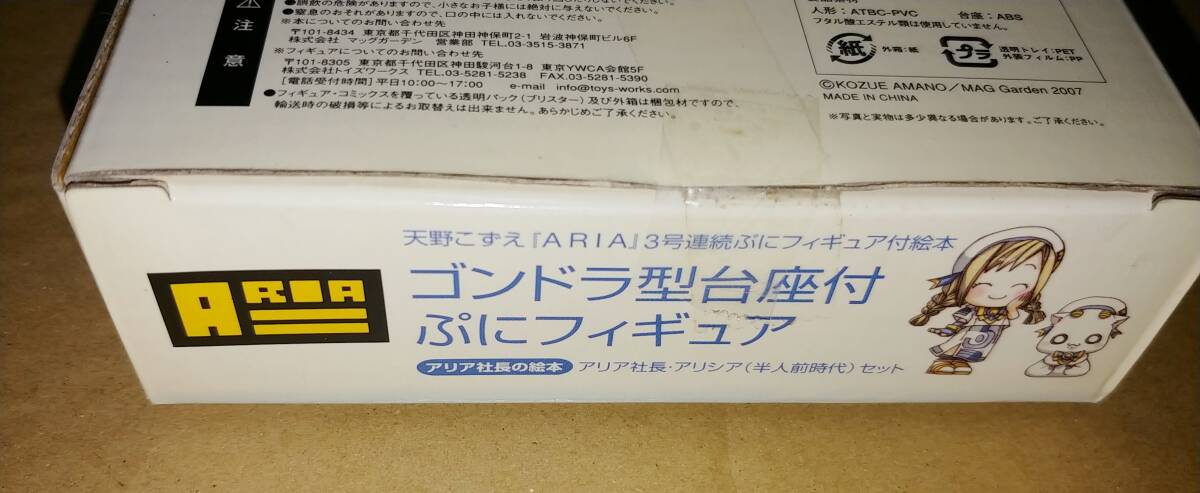 ●誤飲の危険がありますので、小さなお子様には絶対に与えないでください。
●窒息のおそれがありますので、口の中には入れないでください。
※本についてのお問い合わせ先
〒101-8434 東京都千代田区神田神保町2-1 岩波神保町ビル6F
株式会社 マッグガーデン 営業部 TEL.03-3515-3871
※フィギュアについてのお問い合わせ先
〒101-8305 東京都千代田区神田駿河台1-8 東京YWCA会館5F
株式会社トイズワークス TEL.03-5281-5238 FAX.03-5281-5390
[電話受付時間]平日10:00〜17:00 e-mail info@toys-works.com
●フィギュア・コミックスを覆っている透明パック(ブリスター)及び外箱は梱包材ですので、
輸送時の破損等によるお取替えは出来ません。あらかじめご了承ください。
注意
人形：ATBC-PVC 台座：ABS
フタル酸エステル類は使用していません。
紙 外箱：紙
プラ 透明トレイ：PET
外装フィルム：PP
©KOZUE AMANO／MAG Garden 2007
MADE IN CHINA
※写真と実物は多少異なる場合があります。ご了承ください。
ARIA
天野こずえ『ARIA』3号連続ぷにフィギュア付絵本
ゴンドラ型台座付
ぷにフィギュア
アリア社長の絵本 アリア社長・アリシア(半人前時代)セット